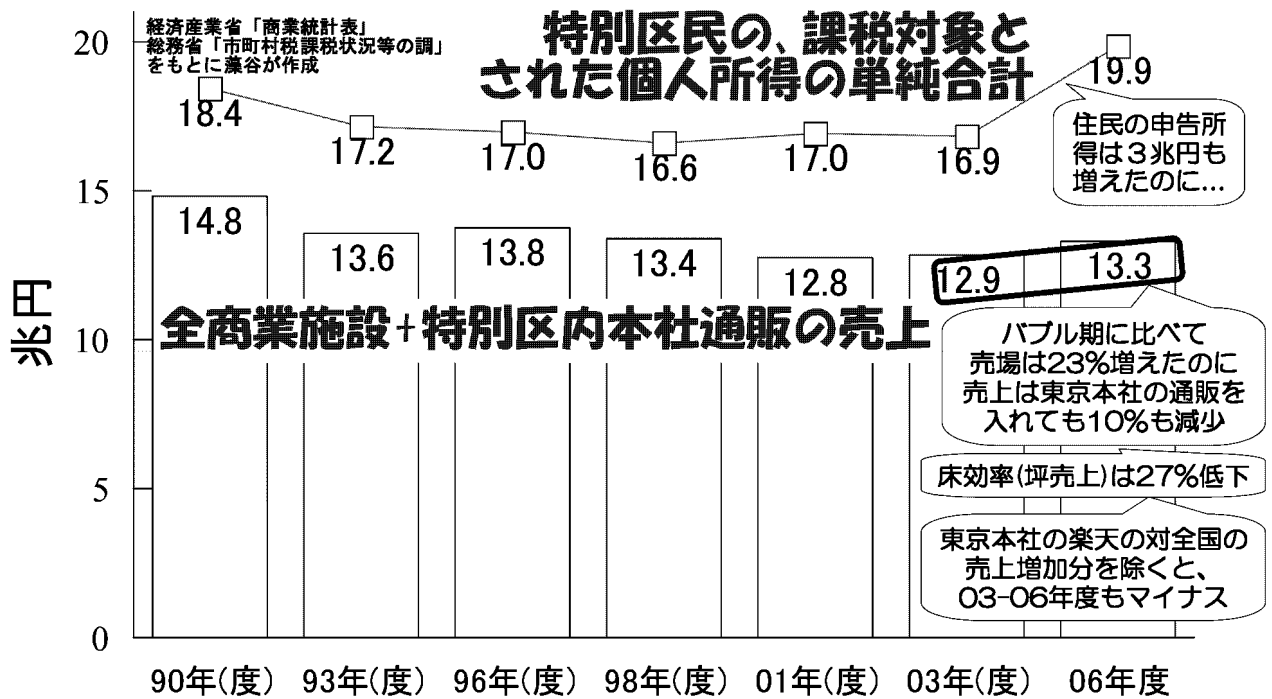 経済産業省「商業統計表」
総務省「市町村税課税状況等の調」
をもとに藻谷が作成
特別区民の、課税対象と
された個人所得の単純合計
兆円
20
15
10
5
0
18.4
17.2
17.0
16.6
17.0
16.9
19.9
住民の申告所
得は3兆円も
増えたのに…
14.8
13.6
13.8
13.4
12.8
12.9
13.3
全商業施設+特別区内本社通販の売上
バブル期に比べて
売場は23%増えたのに
売上は東京本社の通販を
入れても10%も減少
床効率(坪売上)は27%低下
東京本社の楽天の対全国の
売上増加分を除くと、
03-06年度もマイナス
90年(度)
93年(度)
96年(度)
98年(度)
01年(度)
03年(度)
06年度